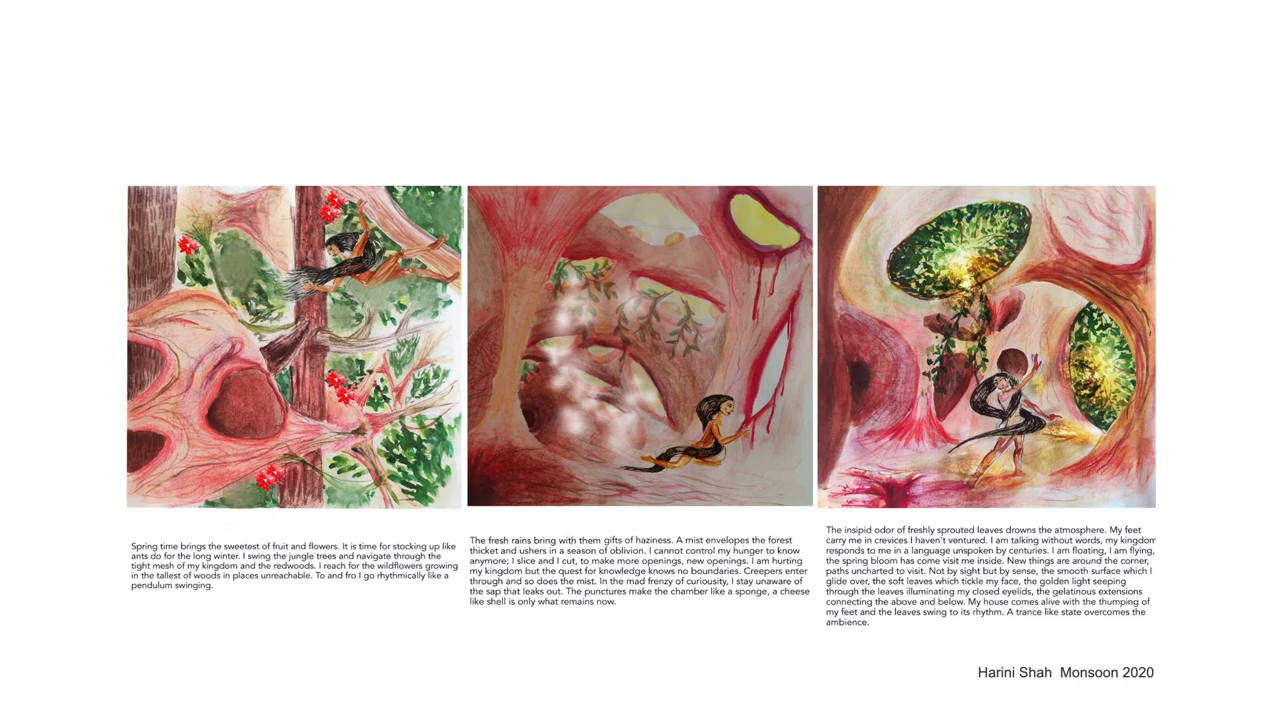 Spring time brings the sweetest of fruit and flowers. It is time for stocking up like
ants do for the long winter. I swing the jungle trees and navigate through the
tight mesh of my kingdom and the redwoods. I reach for the wildflowers growing
in the tallest of woods in places unreachable. To and fro I go rhythmically like a
pendulum swinging.
The fresh rains bring with them gifts of haziness. A mist envelopes the forest
thicket and ushers in a season of oblivion. I cannot control my hunger to know
anymore; I slice and I cut, to make more openings, new openings. I am hurting
my kingdom but the quest for knowledge knows no boundaries. Creepers enter
through and so does the mist. In the mad frenzy of curiousity, I stay unaware of
the sap that leaks out. The punctures make the chamber like a sponge, a cheese
like shell is only what remains now.
The insipid odor of freshly sprouted leaves drowns the atmosphere. My feet
carry me in crevices I haven't ventured. I am talking without words, my kingdom
responds to me in a language unspoken by centuries. I am floating, I am flying,
the spring bloom has come visit me inside. New things are around the corner,
paths uncharted to visit. Not by sight but by sense, the smooth surface which I
glide over, the soft leaves which tickle my face, the golden light seeping
through the leaves illuminating my closed eyelids, the gelatinous extensions
connecting the above and below. My house comes alive with the thumping of
my feet and the leaves swing to its rhythm. A trance like state overcomes the
ambience.
Harini Shah Monsoon 2020